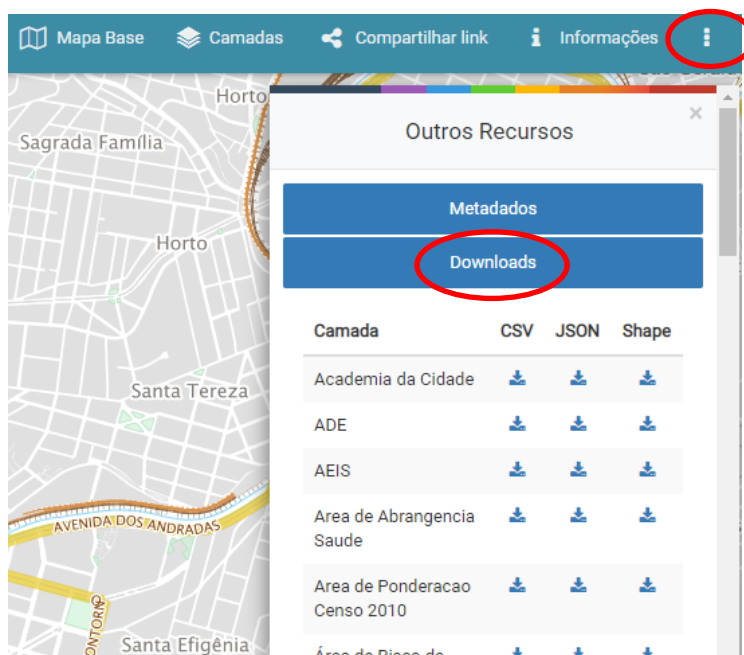 Mapa Base Camadas Compartilhar link Informações
Horto
Sagrada Família
Outros Recursos
×
Metadados
Horto
Downloads
Camada CSV JSON Shape
Academia da Cidade
Santa Tereza
ADE
AEIS
Area de Abrangencia
Saude
AVENIDA DOS ANDRADAS
Area de Ponderacao
Censo 2010
Santa Efigênia